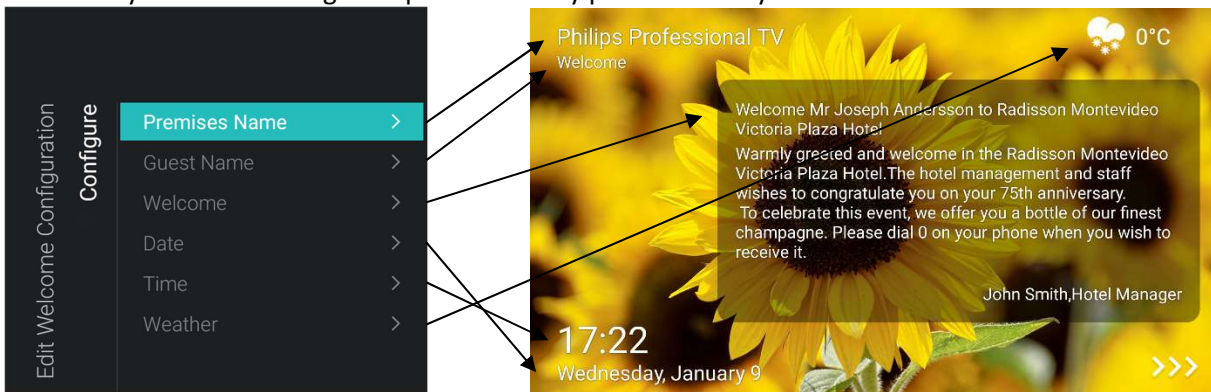 Edit Welcome Configuration
Configure
Premises Name
Guest Name
Welcome
Date
Time
Weather
Philips Professional TV
Welcome
0°C
Welcome Mr Joseph Andersson to Radisson Montevideo
Victoria Plaza Hotel
Warmly greeted and welcome in the Radisson Montevideo
Victoria Plaza Hotel.The hotel management and staff
wishes to congratulate you on your 75th anniversary.
To celebrate this event, we offer you a bottle of our finest
champagne. Please dial 0 on your phone when you wish to
receive it.
John Smith,Hotel Manager
17:22
Wednesday, January 9